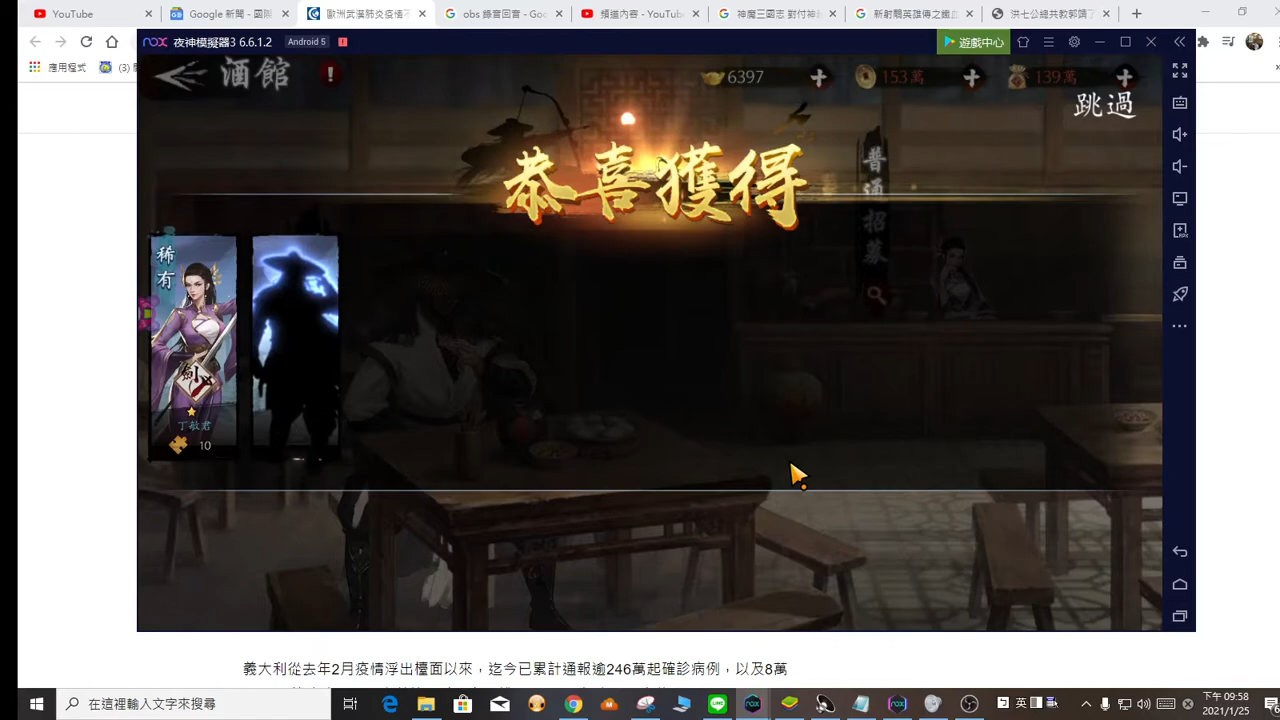 YouTube
Google 新聞 - 國際
歐洲武漢肺炎疫情不
obs 錄音回音 - Goo
頻道內容 - YouTube
神魔三國志 對付神
新射鵰英雄傳之鐵血
洪七公總共教郭靖了
應用程式
(3)
nox 夜神模擬器3 6.6.1.2
Android 5
遊戲中心
酒館
6397
153萬
139萬
跳過
恭喜獲得
普通招募
稀有
劍
丁敏君
10
義大利從去年2月疫情浮出檯面以來，迄今已累計通報逾246萬起確診病例，以及8萬
在這裡輸入文字來搜尋
英
下午 09:58
2021/1/25